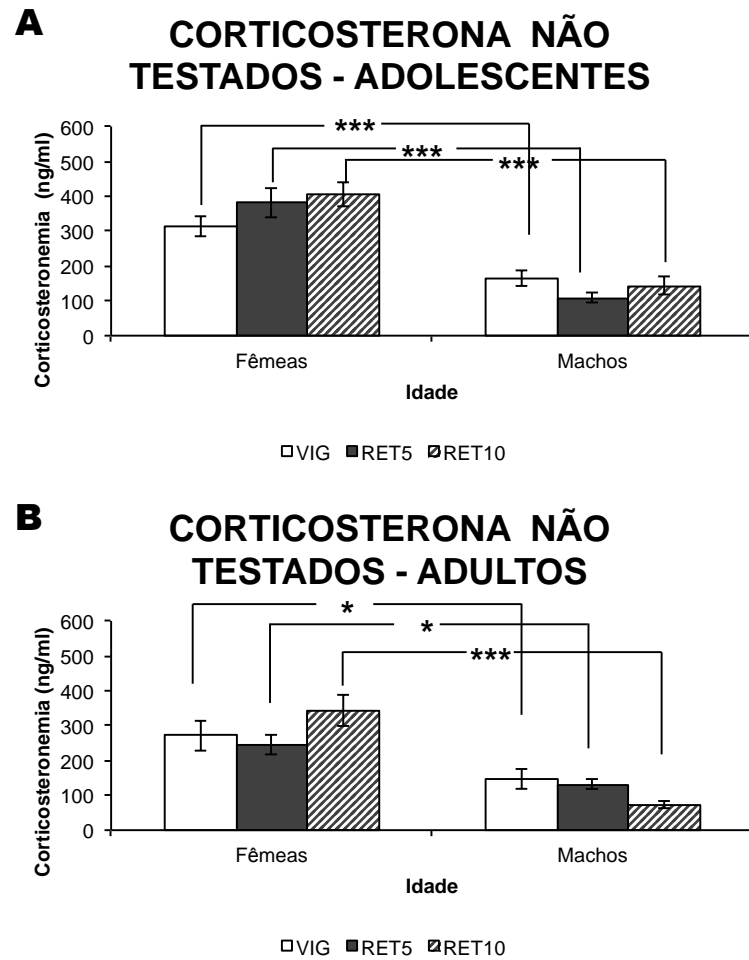 A
CORTICOSTERONA NÃO
TESTADOS - ADOLESCENTES
Corticosteronemia (ng/ml)
600
500
400
300
200
100
0
***
***
***
Fêmeas
Machos
Idade
VIG RET5 RET10
B
CORTICOSTERONA NÃO
TESTADOS - ADULTOS
Corticosteronemia (ng/ml)
600
500
400
300
200
100
0
*
*
***
Fêmeas
Machos
Idade
VIG RET5 RET10